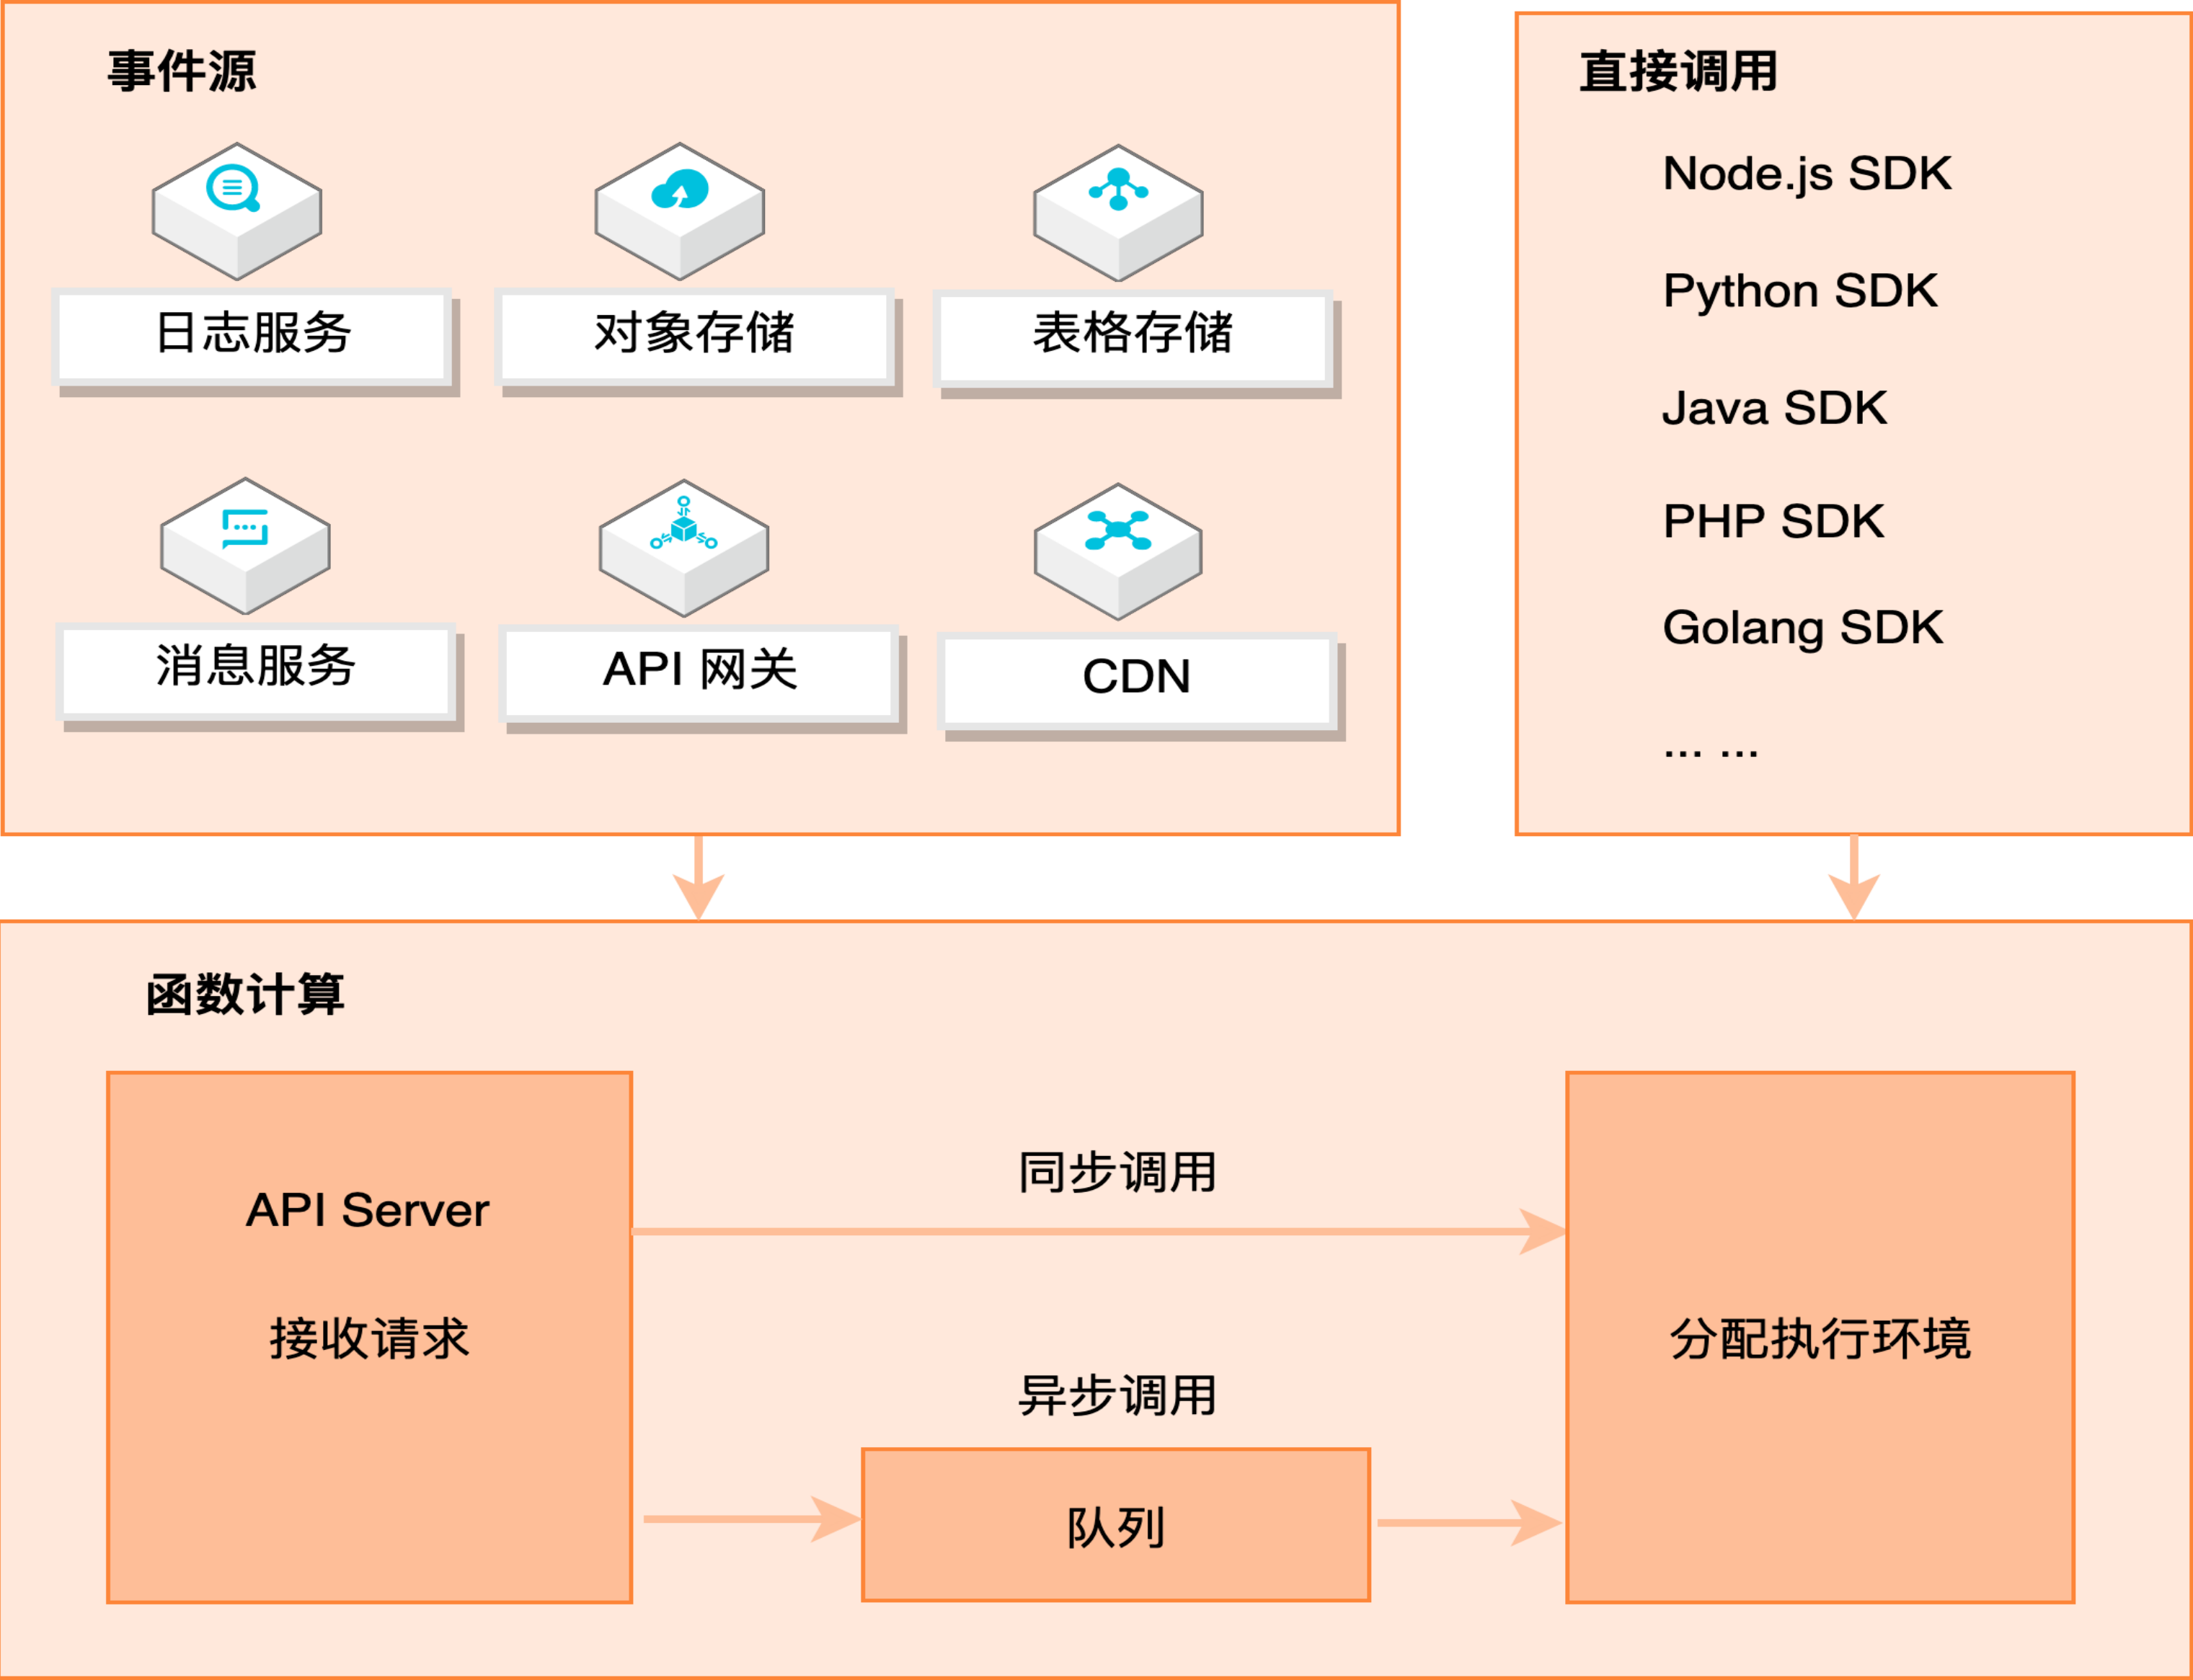 事件源
日志服务
对象存储
表格存储
消息服务
API 网关
CDN
直接调用
Node.js SDK
Python SDK
Java SDK
PHP SDK
Golang SDK
... ...
函数计算
API Server
接收请求
同步调用
异步调用
队列
分配执行环境